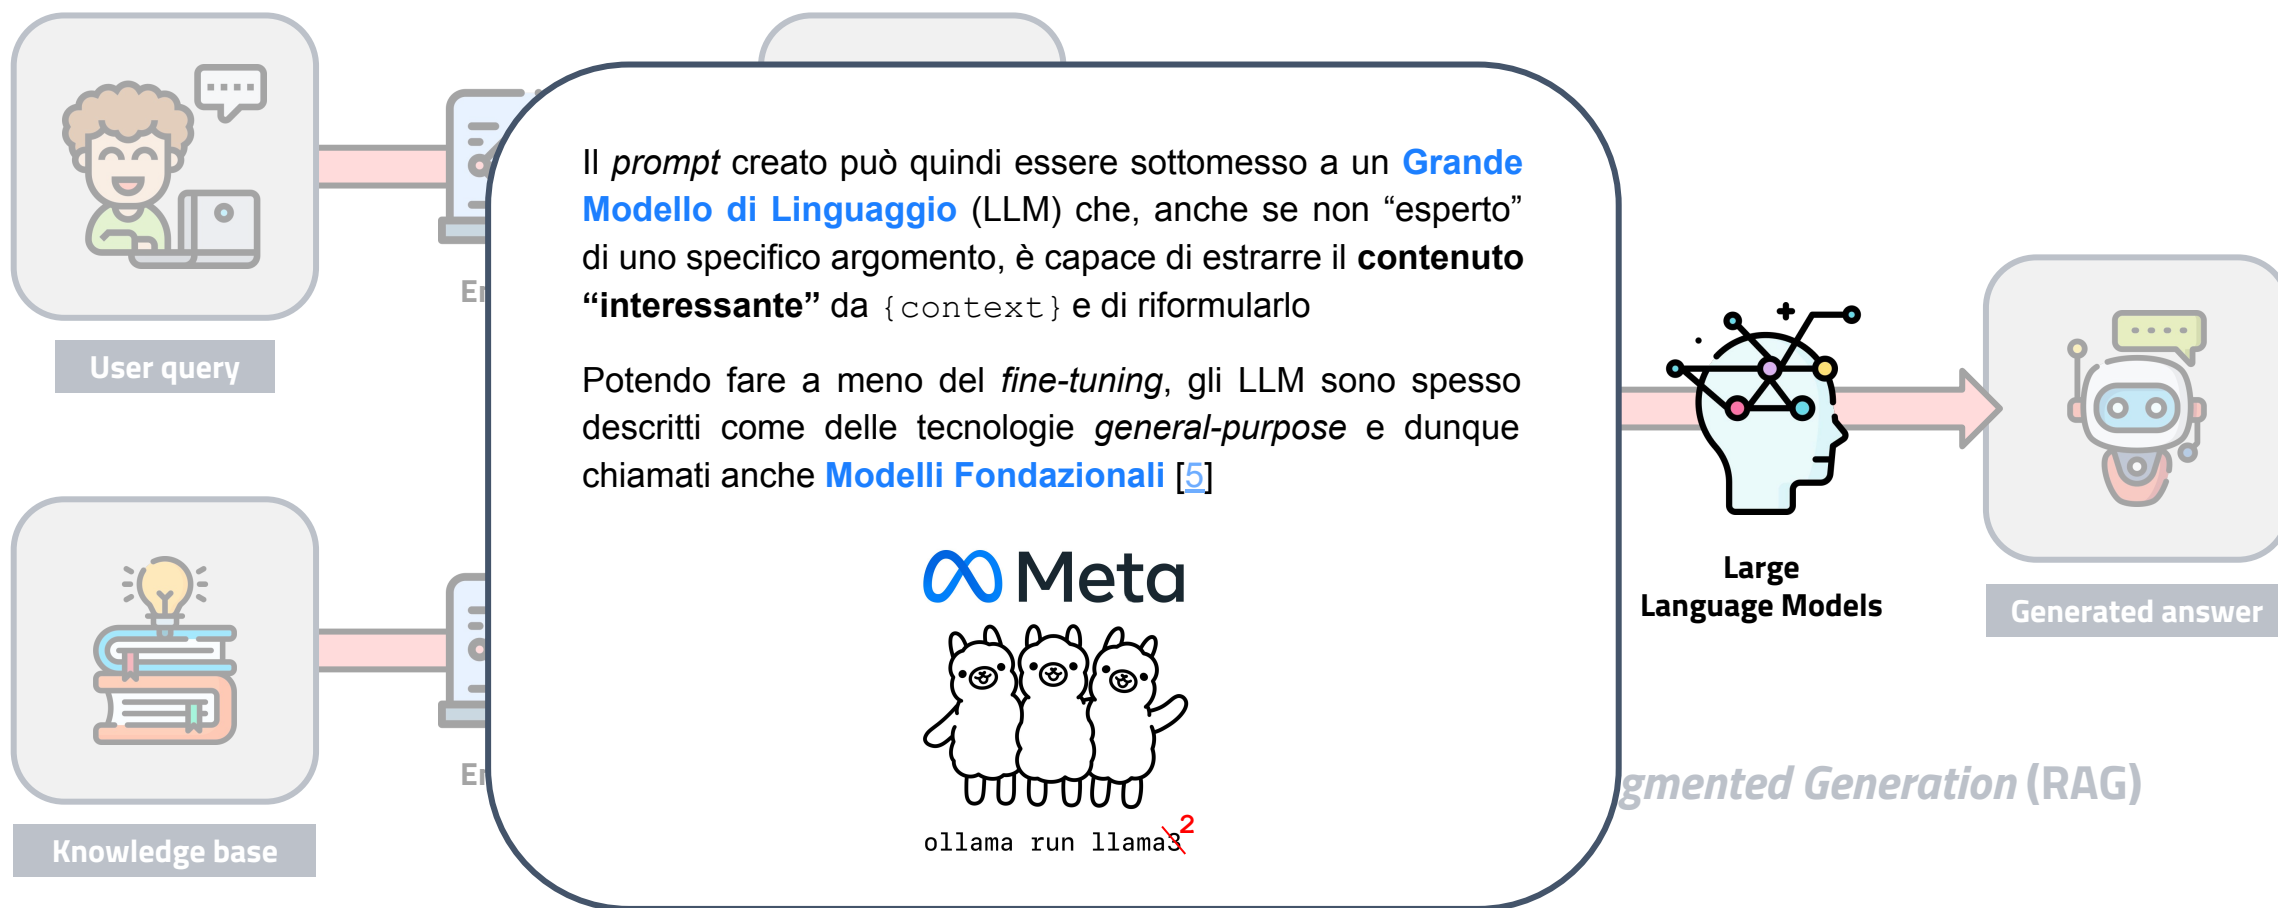 Il prompt creato può quindi essere sottomesso a un Grande
Modello di Linguaggio (LLM) che, anche se non “esperto”
di uno specifico argomento, è capace di estrarre il contenuto
“interessante” da {context} e di riformularlo
Potendo fare a meno del fine-tuning, gli LLM sono spesso
descritti come delle tecnologie general-purpose e dunque
chiamati anche Modelli Fondazionali [5]
Meta
ollama run llama3 2
User query
Knowledge base
Large
Language Models
Generated answer
Generation (RAG)